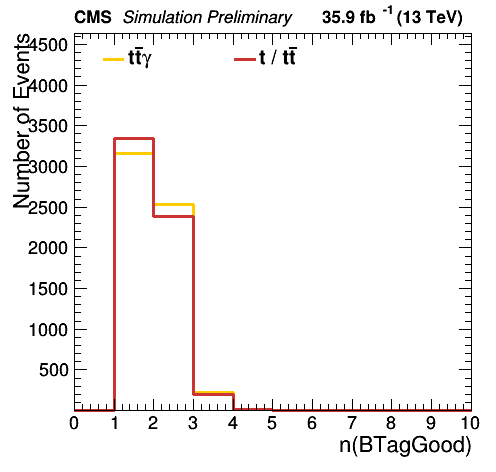 CMS Simulation Preliminary 35.9 fb⁻¹ (13 TeV)
tt̄γ t / tt̄
Number of Events
4500
4000
3500
3000
2500
2000
1500
1000
500
0 1 2 3 4 5 6 7 8 9 10
n(BTagGood)